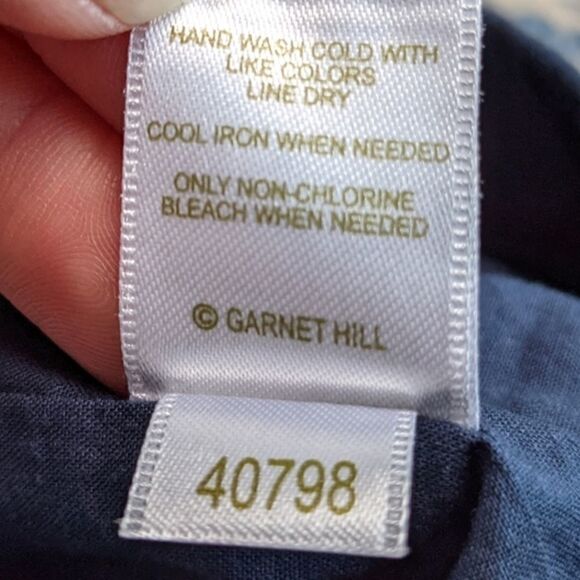 HAND WASH COLD WITH
LIKE COLORS
LINE DRY
COOL IRON WHEN NEEDED
ONLY NON-CHLORINE
BLEACH WHEN NEEDED
© GARNET HILL
40798